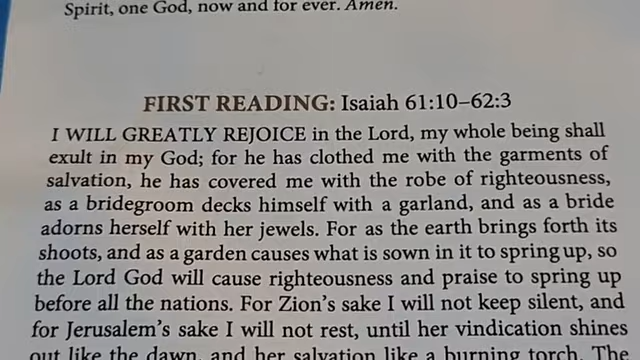 Spirit, one God, now and for ever. Amen.
FIRST READING: Isaiah 61:10–62:3
I WILL GREATLY REJOICE in the Lord, my whole being shall
exult in my God; for he has clothed me with the garments of
salvation, he has covered me with the robe of righteousness,
as a bridegroom decks himself with a garland, and as a bride
adorns herself with her jewels. For as the earth brings forth its
shoots, and as a garden causes what is sown in it to spring up, so
the Lord God will cause righteousness and praise to spring up
before all the nations. For Zion’s sake I will not keep silent, and
for Jerusalem’s sake I will not rest, until her vindication shines
out like the dawn, and her salvation like a burning torch. The